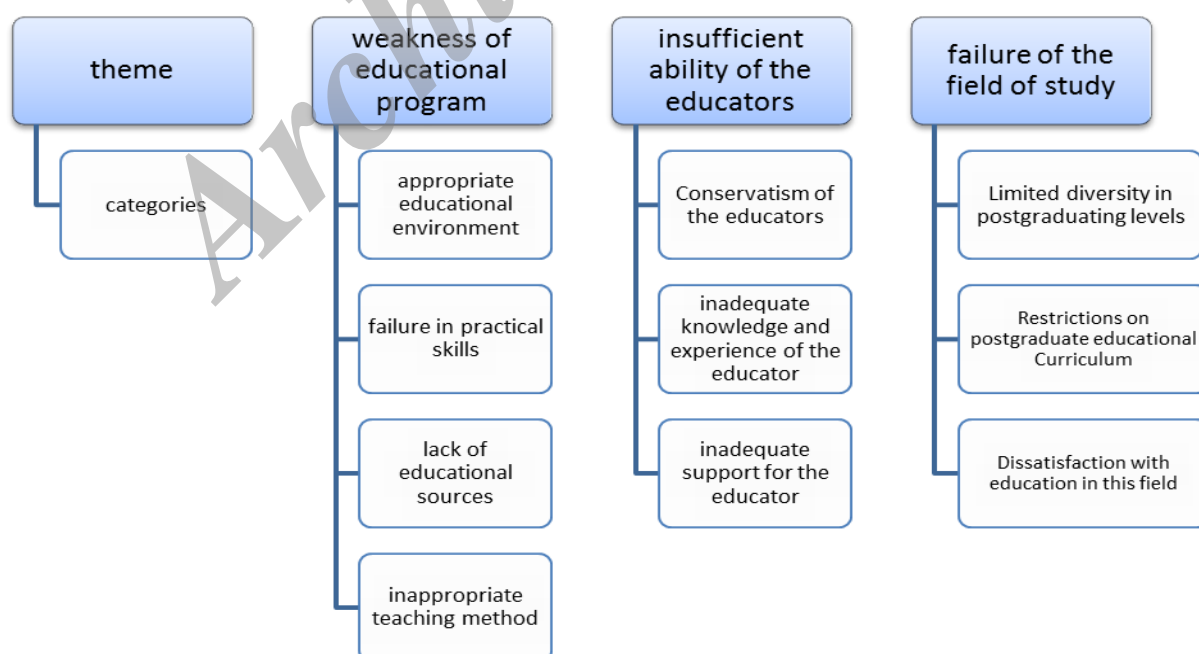 theme
categories
weakness of
educational
program
appropriate
educational
environment
failure in practical
skills
lack of
educational
sources
inappropriate
teaching method
insufficient
ability of the
educators
Conservatism of
the educators
inadequate
knowledge and
experience of the
educator
inadequate
support for the
educator
failure of the
field of study
Limited diversity in
postgraduating levels
Restrictions on
postgraduate educational
Curriculum
Dissatisfaction with
education in this field